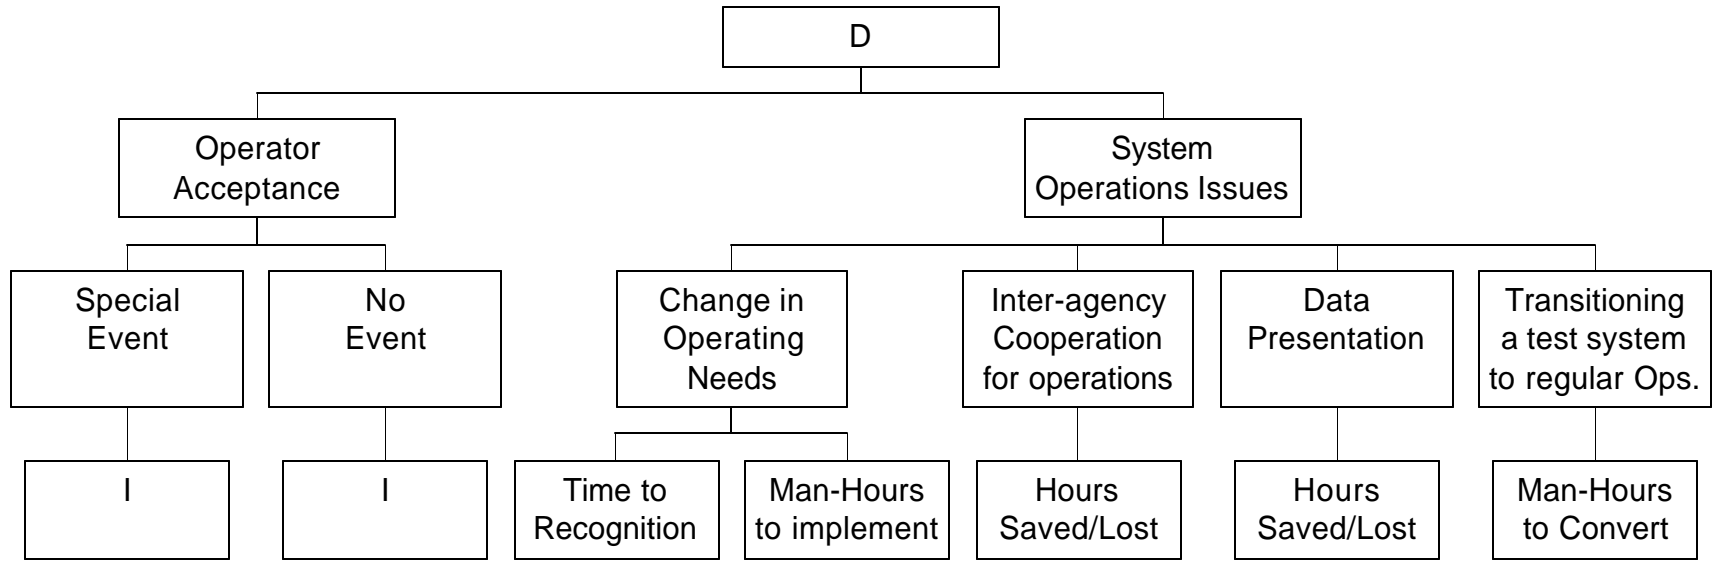 D
Operator
Acceptance
System
Operations Issues
Special
Event
No
Event
Change in
Operating
Needs
Inter-agency
Cooperation
for operations
Data
Presentation
Transitioning
a test system
to regular Ops.
I
I
Time to
Recognition
Man-Hours
to implement
Hours
Saved/Lost
Hours
Saved/Lost
Man-Hours
to Convert